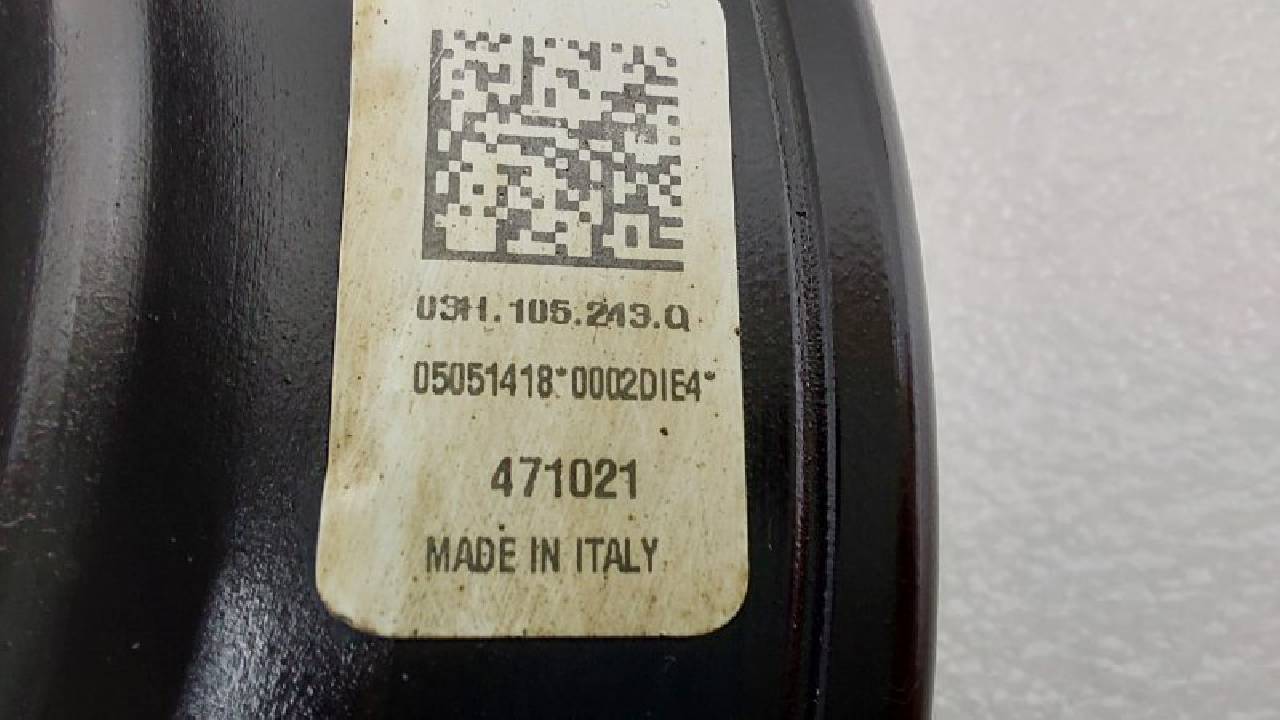 03H.105.243.Q
05051418*0002DIE4*
471021
MADE IN ITALY